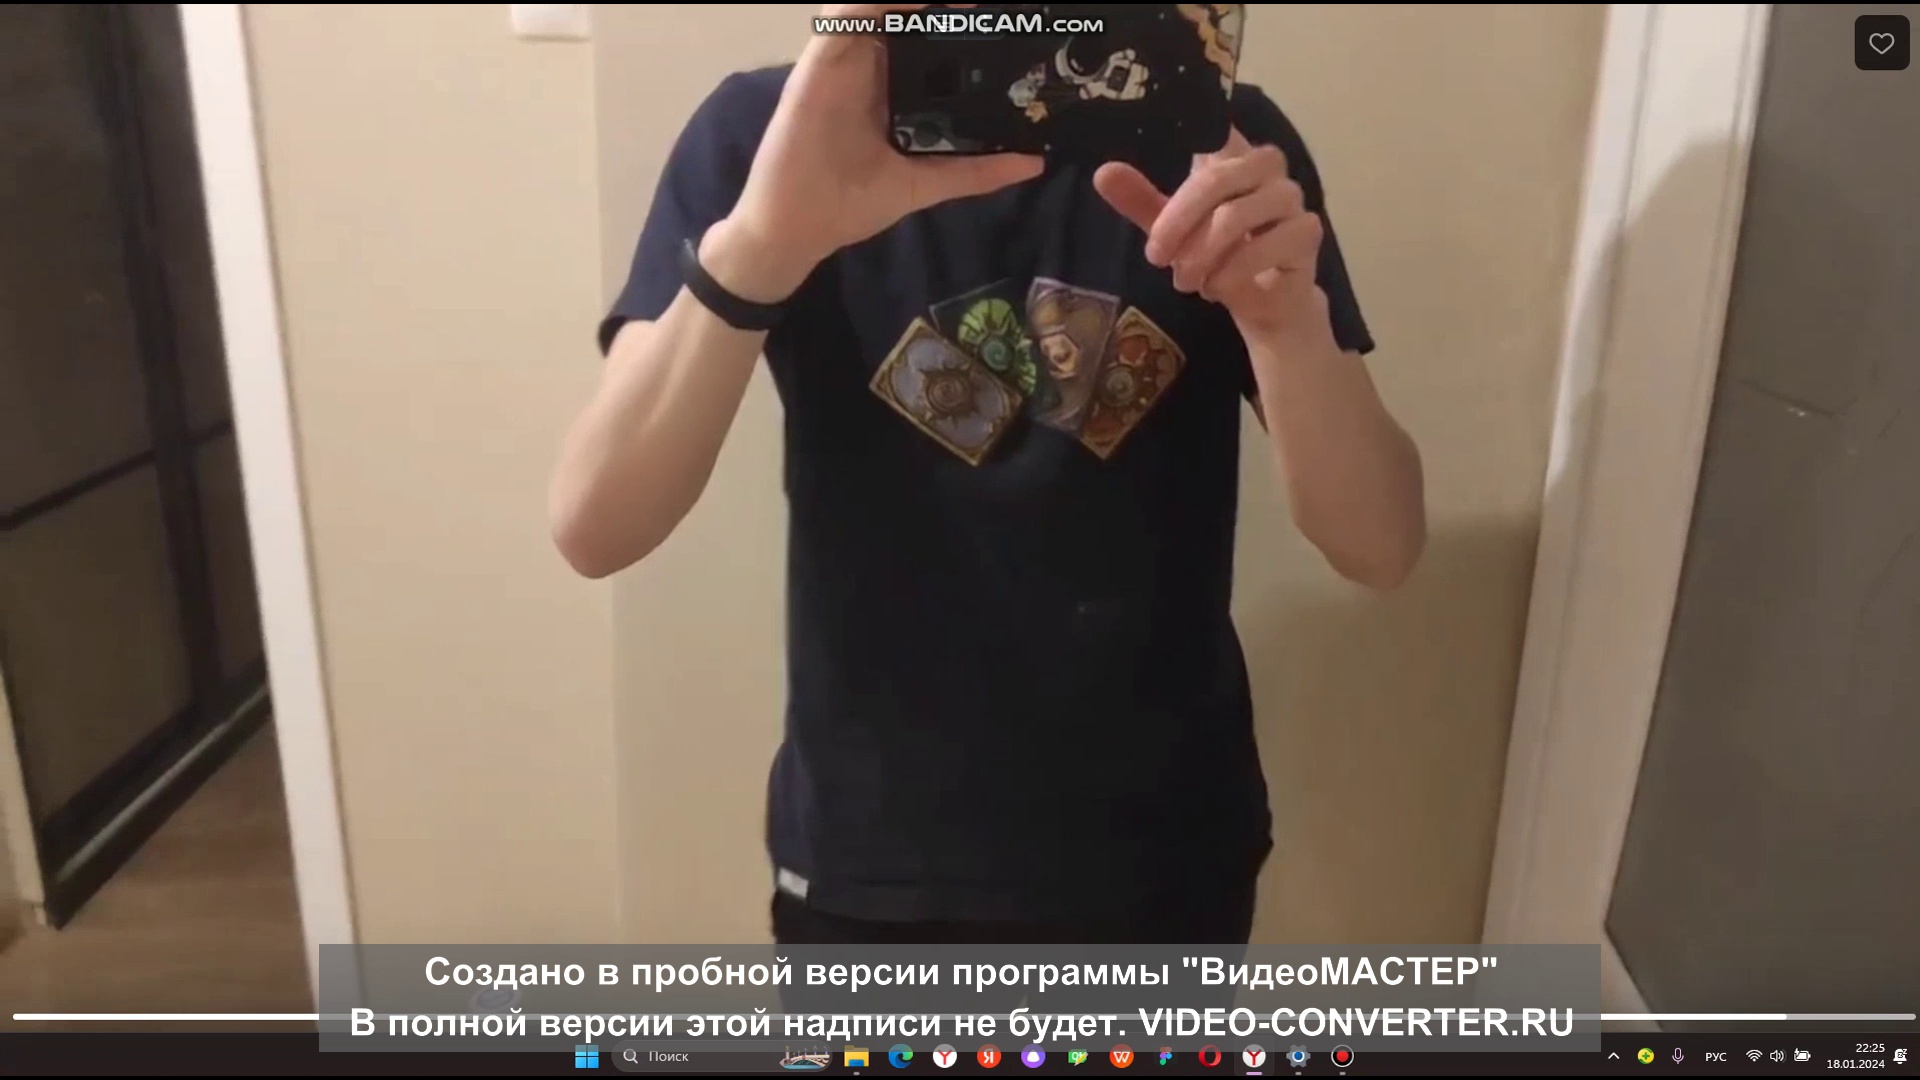 www.BANDICAM.com
Создано в пробной версии программы "ВидеоМАСТЕР"
В полной версии этой надписи не будет. VIDEO-CONVERTER.RU
Поиск
РУС
22:25
18.01.2024